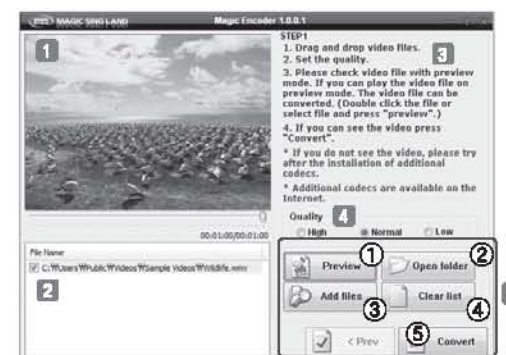 MAGIC SING LAND Magic Encoder 1.0.0.1
1
STEP1
1. Drag and drop video files.
3
2. Set the quality.
3. Please check video file with preview
mode. If you can play the video file on
preview mode. The video file can be
converted. (Double click the file or
select file and press "preview".)
4. If you can see the video press
"Convert".
* If you do not see the video, please try
after the installation of additional
codecs.
* Additional codecs are available on the
Internet.
Quality 4
High Normal Low
00:01:00/00:01:00
File Name
C:\Users\Public\Videos\Sample Videos\Wildlife.wmv
2
Preview ① Open folder ②
Add files ③ Clear list ④
< Prev ⑤ Convert